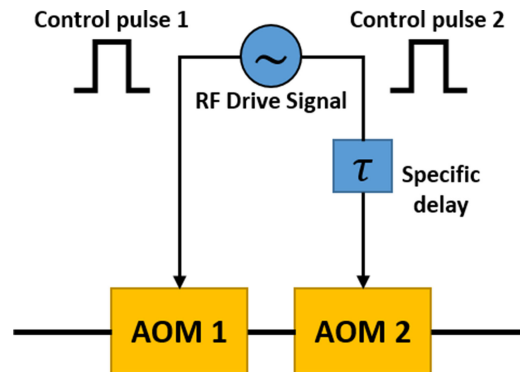 Control pulse 1
Control pulse 2
~
RF Drive Signal
τ
Specific
delay
AOM 1
AOM 2